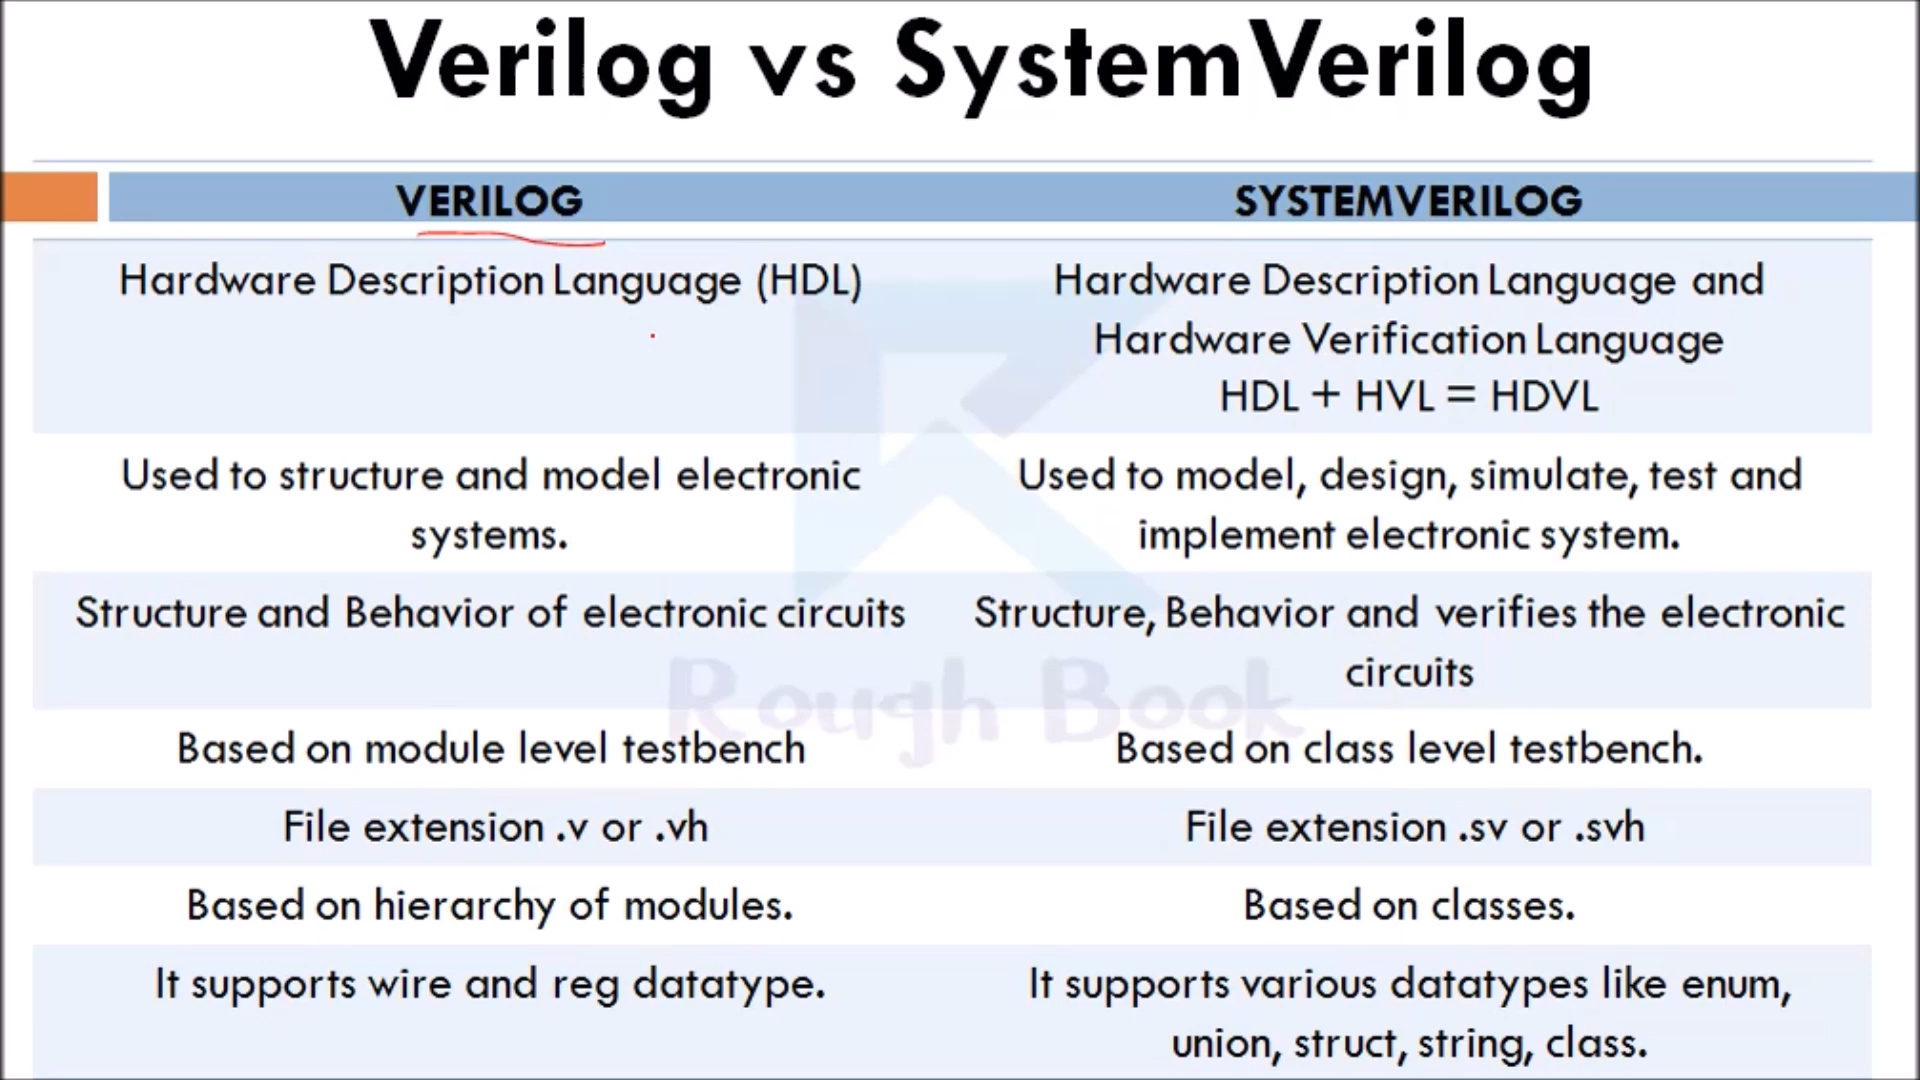 Verilog vs SystemVerilog
VERILOG
SYSTEMVERILOG
Hardware Description Language (HDL)
Hardware Description Language and
Hardware Verification Language
HDL + HVL = HDVL
Used to structure and model electronic
systems.
Used to model, design, simulate, test and
implement electronic system.
Structure and Behavior of electronic circuits
Structure, Behavior and verifies the electronic
circuits
Rough Book
Based on module level testbench
Based on class level testbench.
File extension .v or .vh
File extension .sv or .svh
Based on hierarchy of modules.
Based on classes.
It supports wire and reg datatype.
It supports various datatypes like enum,
union, struct, string, class.